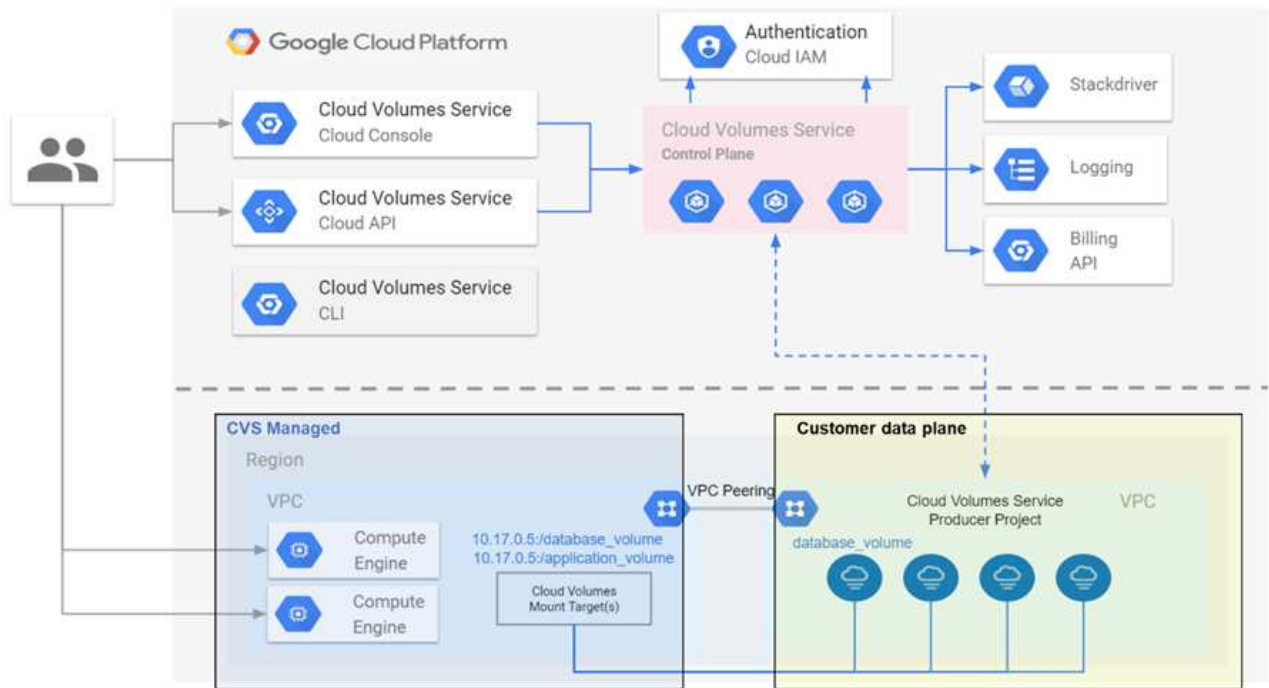 Google Cloud Platform
Authentication
Cloud IAM
Cloud Volumes Service
Cloud Console
Cloud Volumes Service
Cloud API
Cloud Volumes Service
CLI
Cloud Volumes Service
Control Plane
Stackdriver
Logging
Billing
API
CVS Managed
Region
VPC
Compute
Engine
Compute
Engine
10.17.0.5:/database_volume
10.17.0.5:/application_volume
Cloud Volumes
Mount Target(s)
VPC Peering
Customer data plane
Cloud Volumes Service
Producer Project
VPC
database_volume